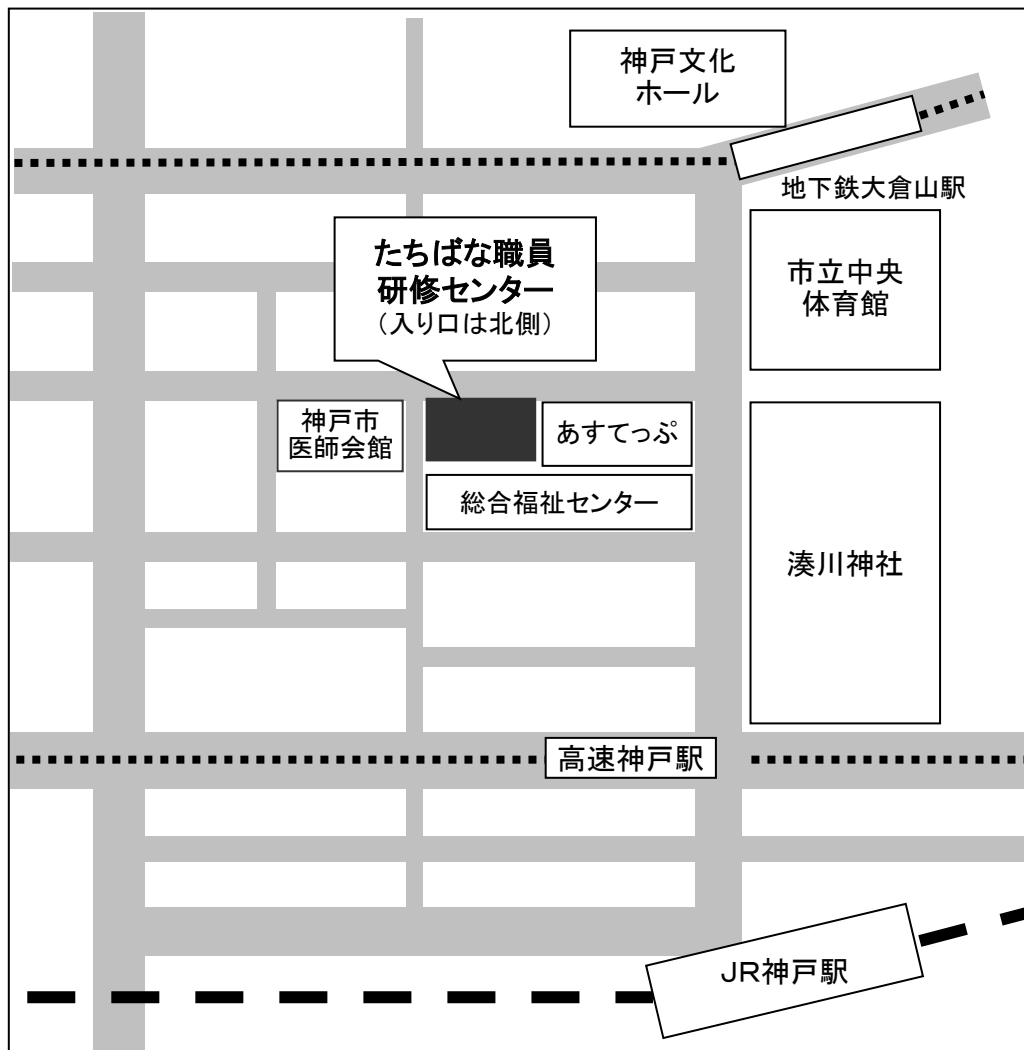 神戸文化
ホール
地下鉄大倉山駅
たちばな職員
研修センター
（入り口は北側）
市立中央
体育館
神戸市
医師会館
あすてっぷ
総合福祉センター
湊川神社
高速神戸駅
ＪＲ神戸駅